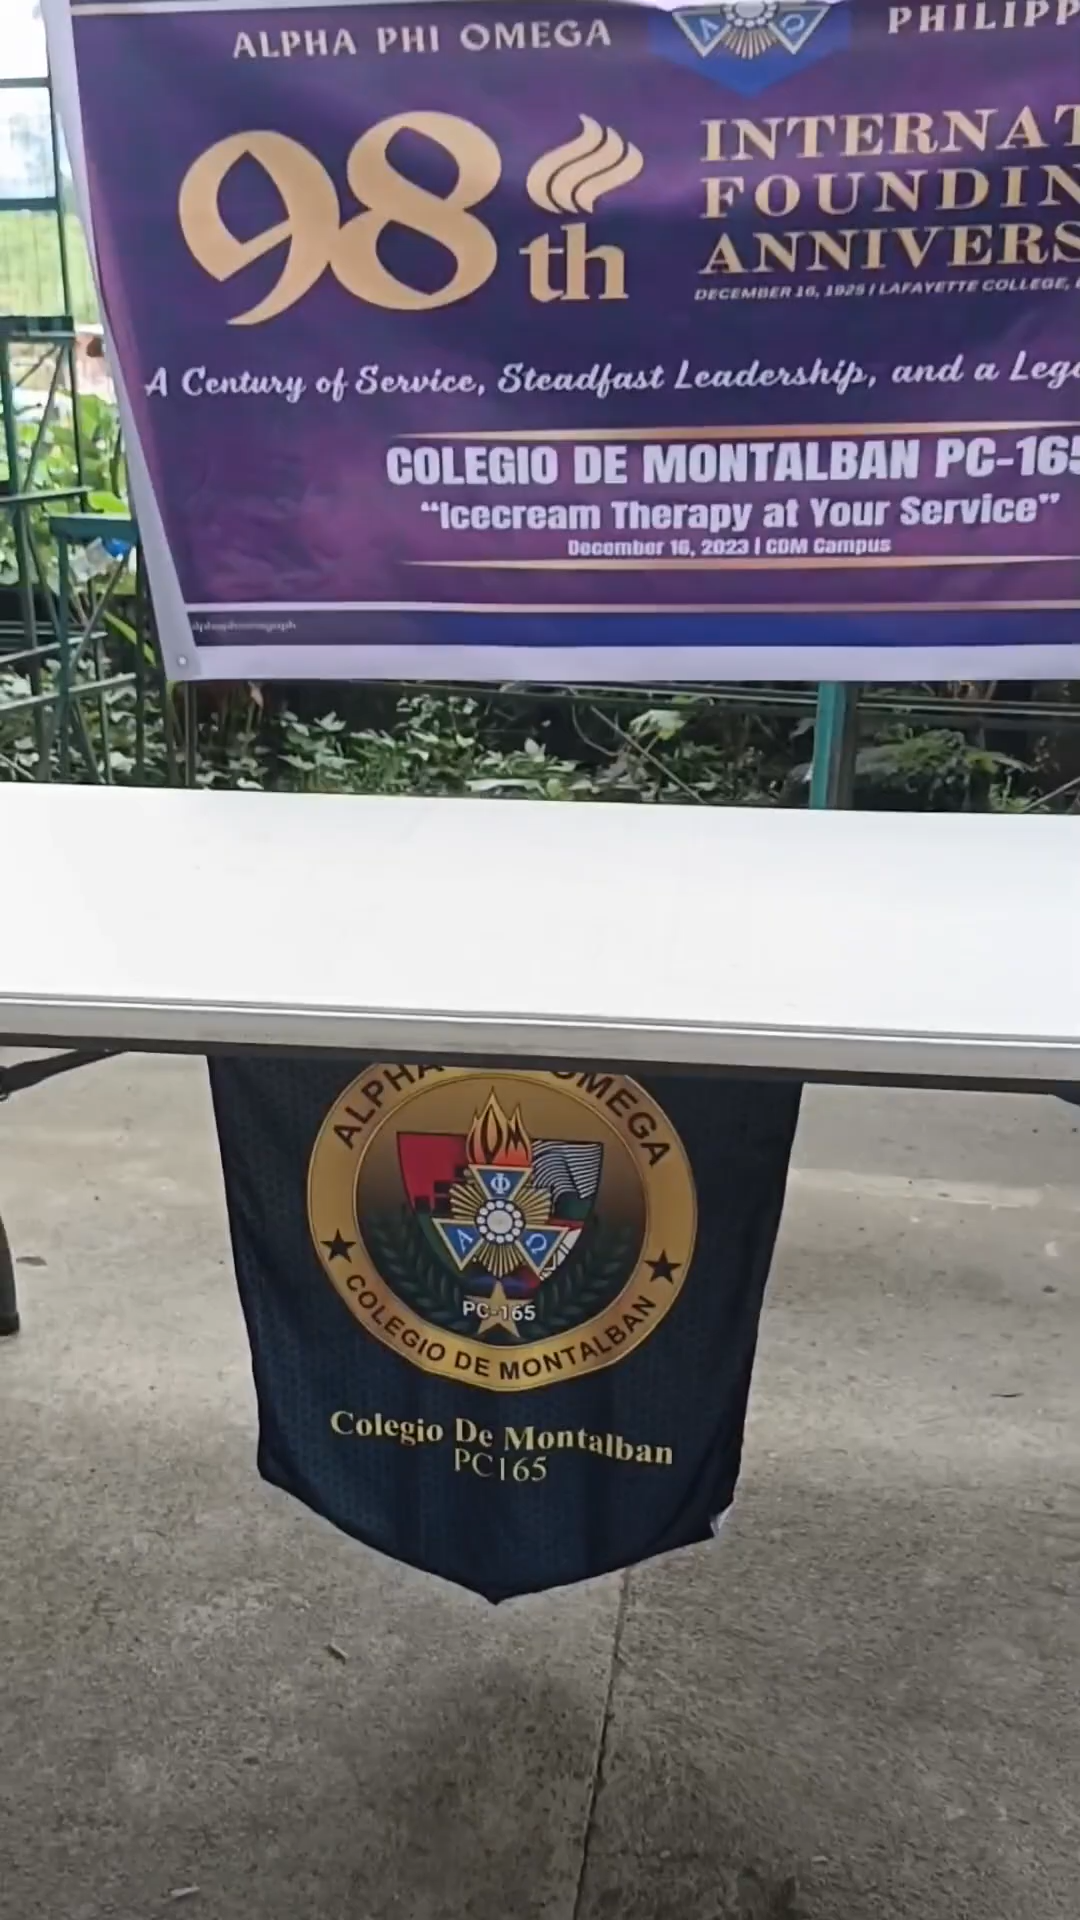 ALPHA PHI OMEGA
PHILIPP
98th
INTERNAT
FOUNDIN
ANNIVERS
DECEMBER 16, 1925 / LAFAYETTE COLLEGE,
A Century of Service, Steadfast Leadership, and a Lega
COLEGIO DE MONTALBAN PC-165
“Icecream Therapy at Your Service”
December 16, 2023 | CDM Campus
ALPHA OMEGA
Φ
Α Ω
PC-165
COLEGIO DE MONTALBAN
Colegio De Montalban
PC165